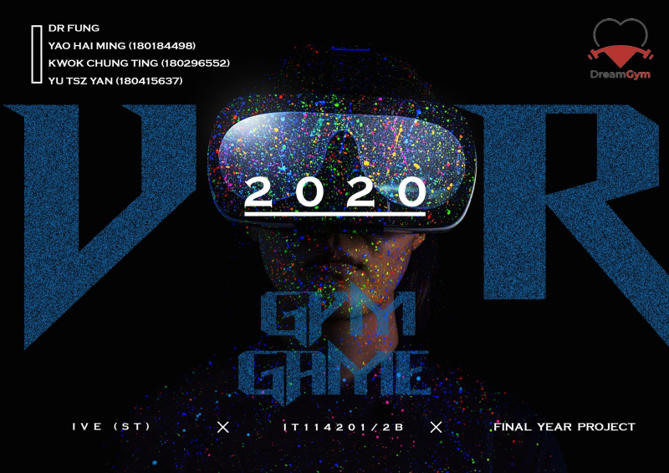 DR FUNG
YAO HAI MING (180184498)
KWOK CHUNG TING (180296552)
YU TSZ YAN (180415637)
DreamGym
V R
2020
GYM
GAME
IVE (ST) × IT114201/2B × FINAL YEAR PROJECT